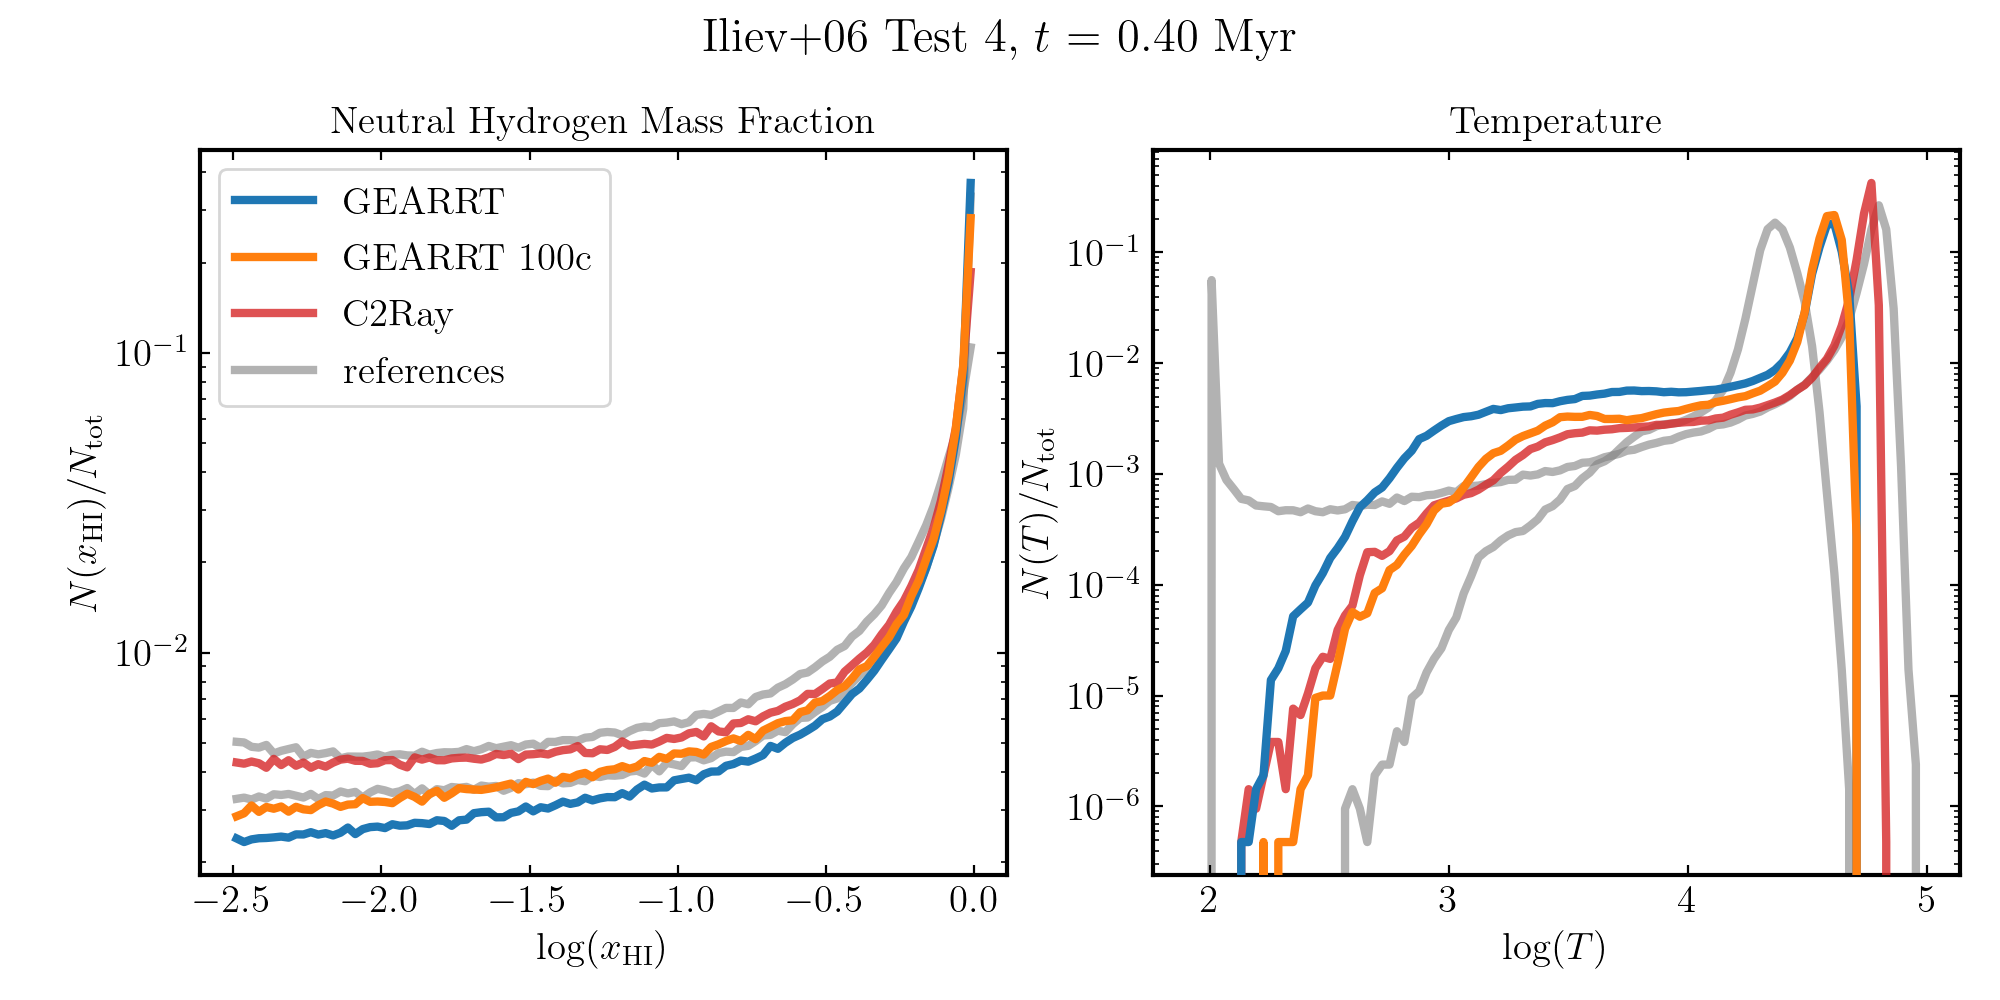 Iliev+06 Test 4, t = 0.40 Myr
Neutral Hydrogen Mass Fraction
GEARRT
GEARRT 100c
C2Ray
references
10⁻¹
10⁻²
N(x_HI)/N_tot
−2.5 −2.0 −1.5 −1.0 −0.5 0.0
log(x_HI)
Temperature
10⁻¹
10⁻²
10⁻³
10⁻⁴
10⁻⁵
10⁻⁶
N(T)/N_tot
2 3 4 5
log(T)